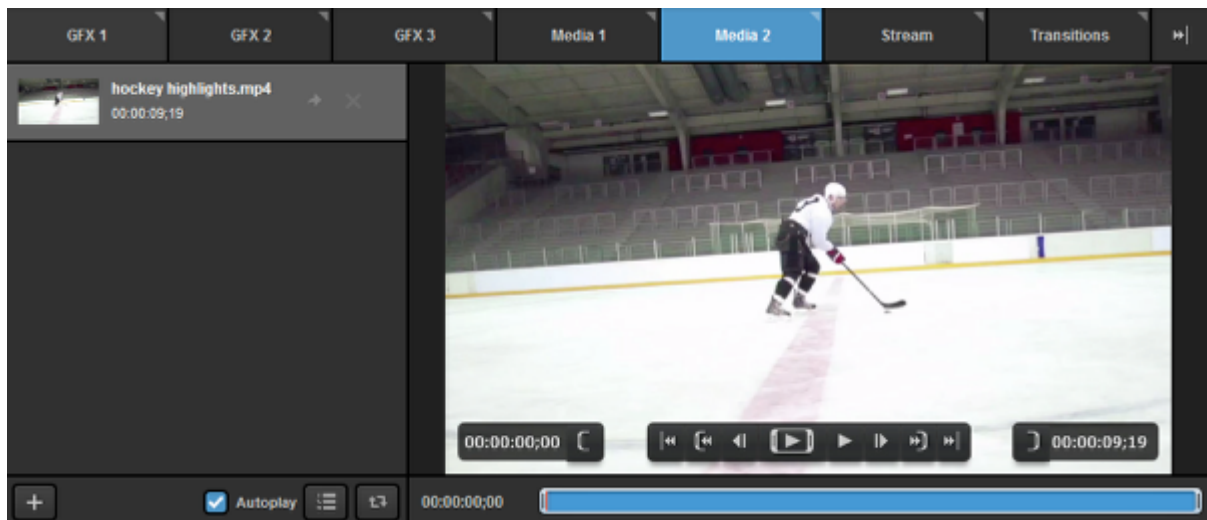 GFX 1
GFX 2
GFX 3
Media 1
Media 2
Stream
Transitions
hockey highlights.mp4
00:00:09;19
00:00:00;00
00:00:09;19
Autoplay
00:00:00;00